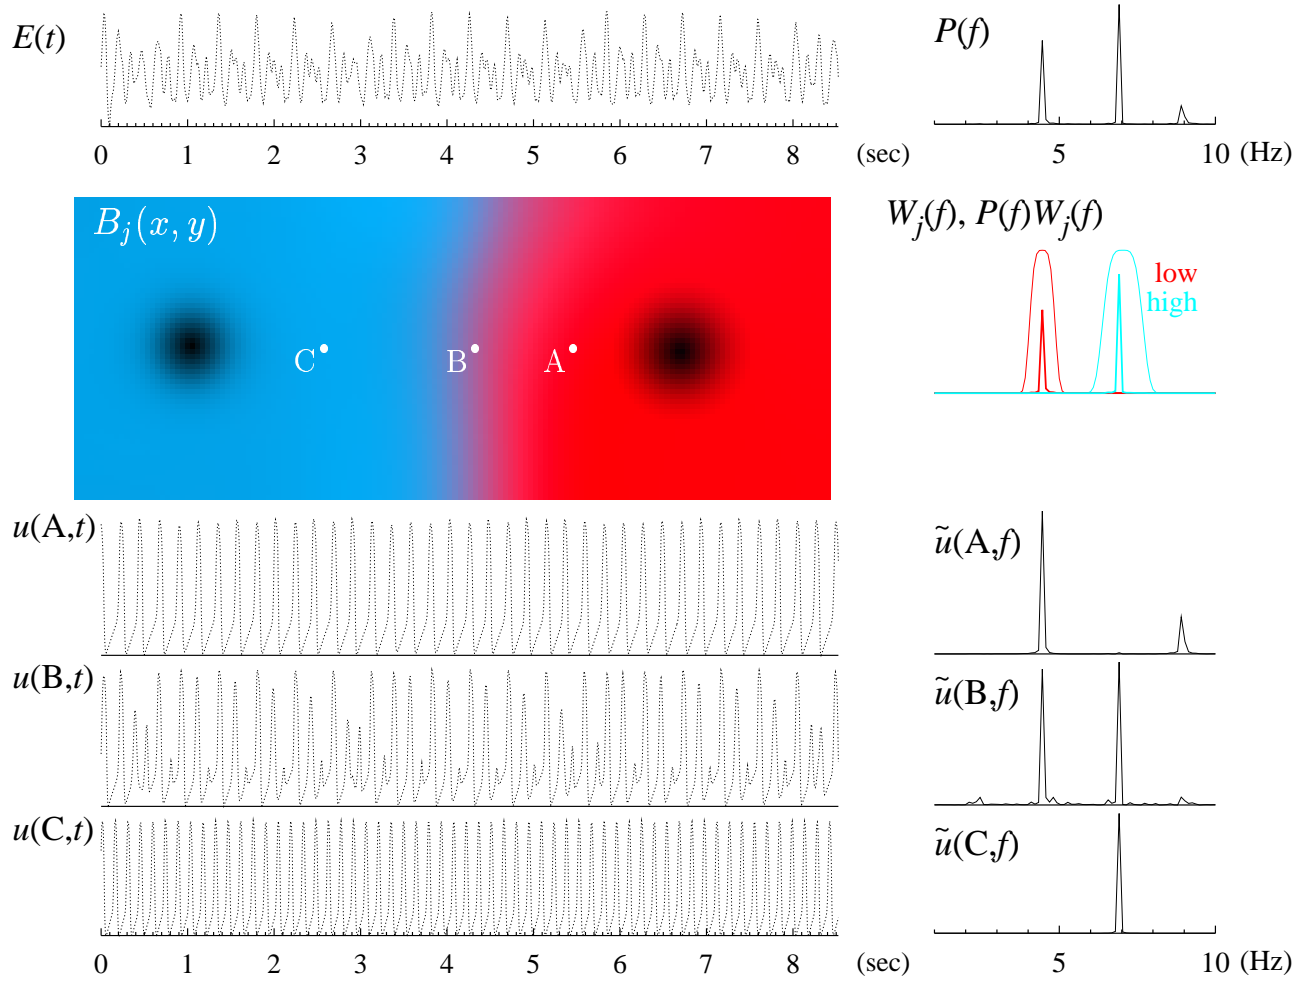 E(t)
P(f)
0 1 2 3 4 5 6 7 8 (sec)
5 10 (Hz)
B_j(x, y)
W_j(f), P(f)W_j(f)
low
high
C
B
A
u(A,t)
ũ(A,f)
u(B,t)
ũ(B,f)
u(C,t)
ũ(C,f)
0 1 2 3 4 5 6 7 8 (sec)
5 10 (Hz)